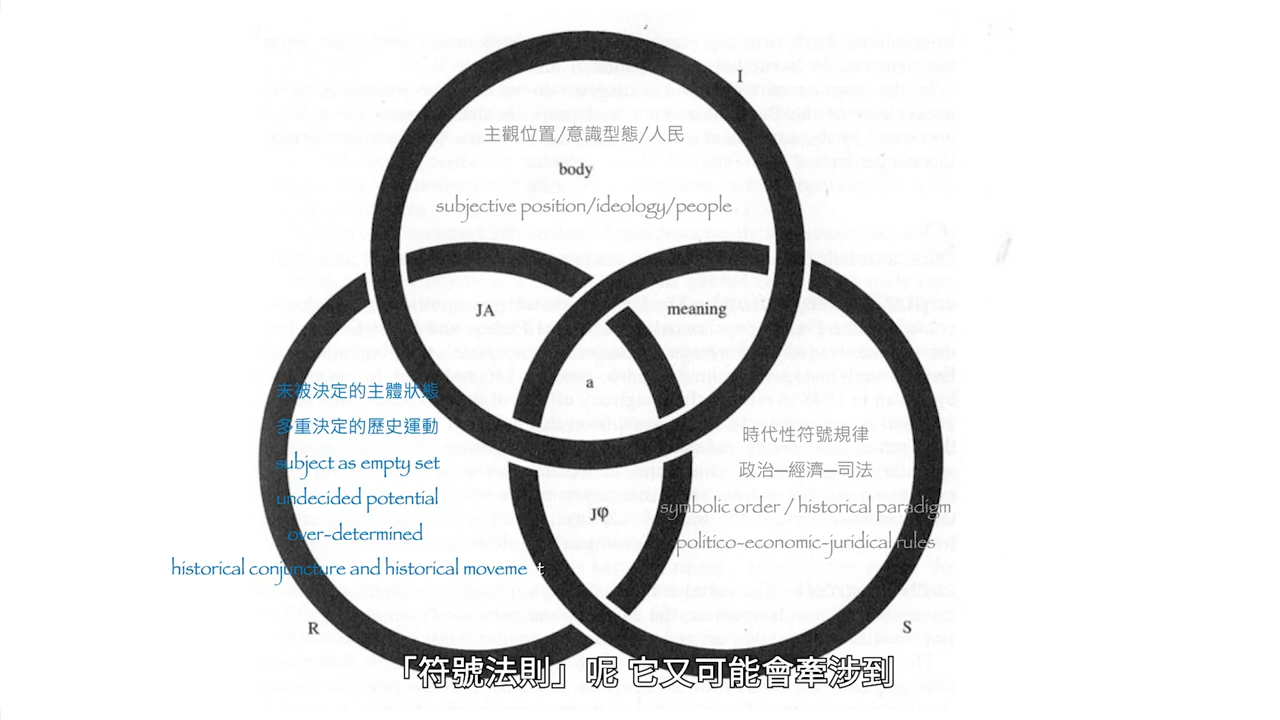 I
主觀位置/意識型態/人民
body
subjective position/ideology/people
JA
meaning
a
未被決定的主體狀態
多重決定的歷史運動
subject as empty set
undecided potential
over-determined
historical conjuncture and historical movement
時代性符號規律
政治—經濟—司法
symbolic order / historical paradigm
politico-economic-juridical rules
Jφ
R
S
「符號法則」呢 它又可能會牽涉到